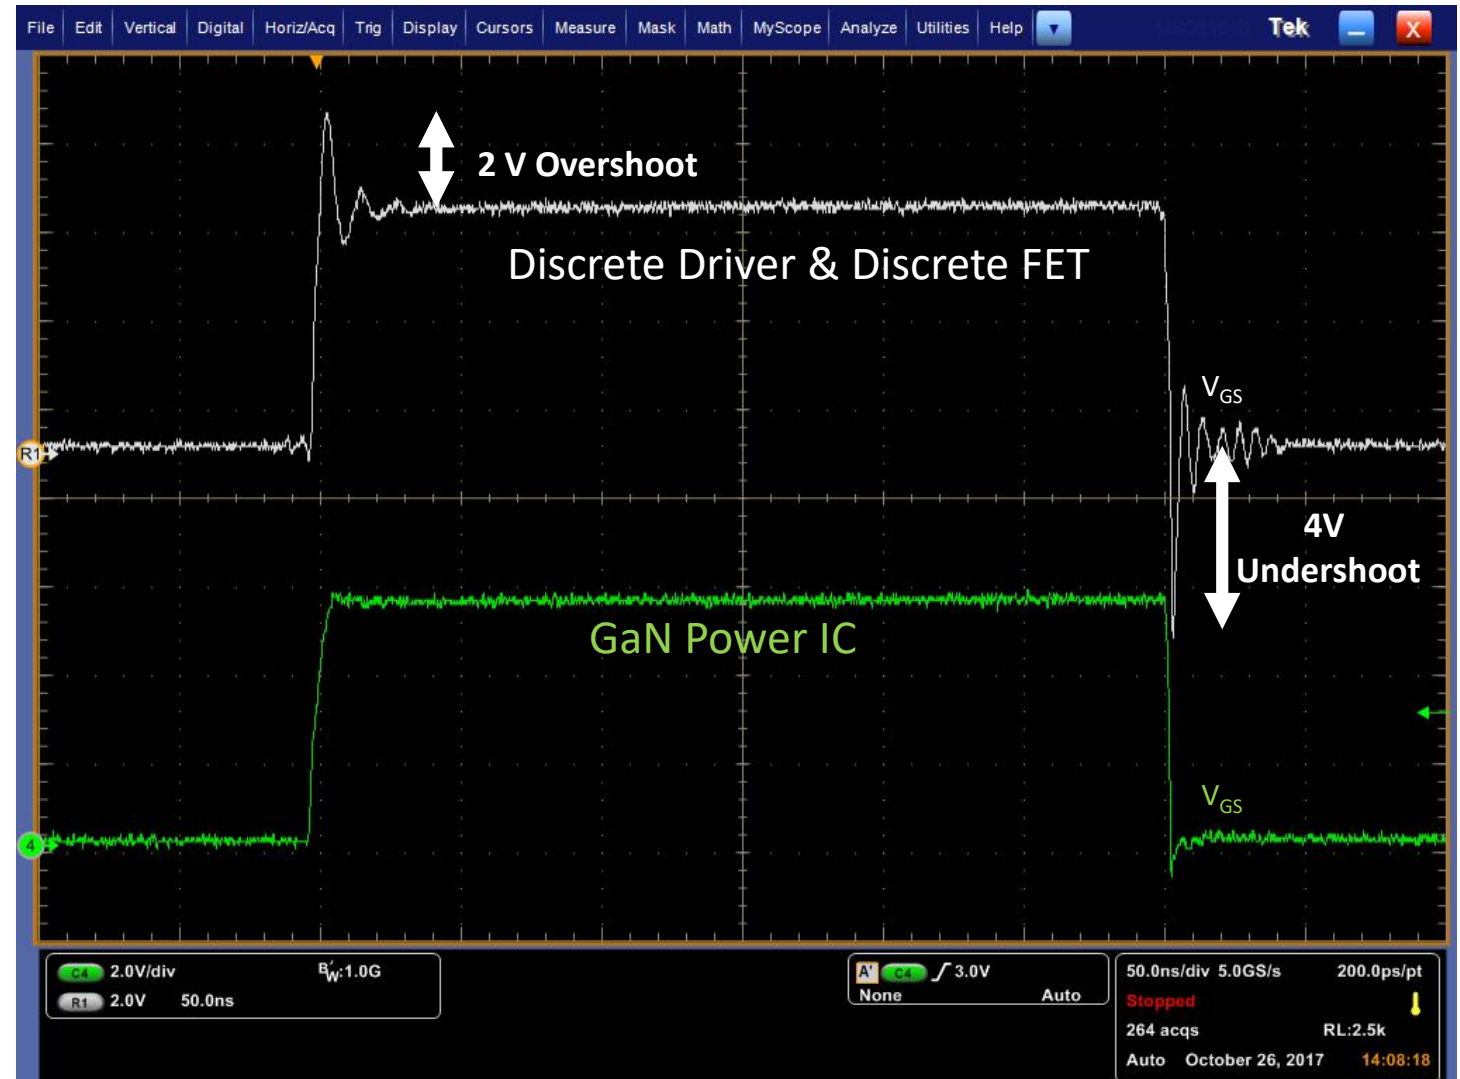 File Edit Vertical Digital Horiz/Acq Trig Display Cursors Measure Mask Math MyScope Analyze Utilities Help Tek X
2 V Overshoot
Discrete Driver & Discrete FET
VGS
R1
4V
Undershoot
GaN Power IC
VGS
4
C4 2.0V/div BW:1.0G
R1 2.0V 50.0ns
A' C4 3.0V
None Auto
50.0ns/div 5.0GS/s 200.0ps/pt
Stopped
264 acqs RL:2.5k
Auto October 26, 2017 14:08:18